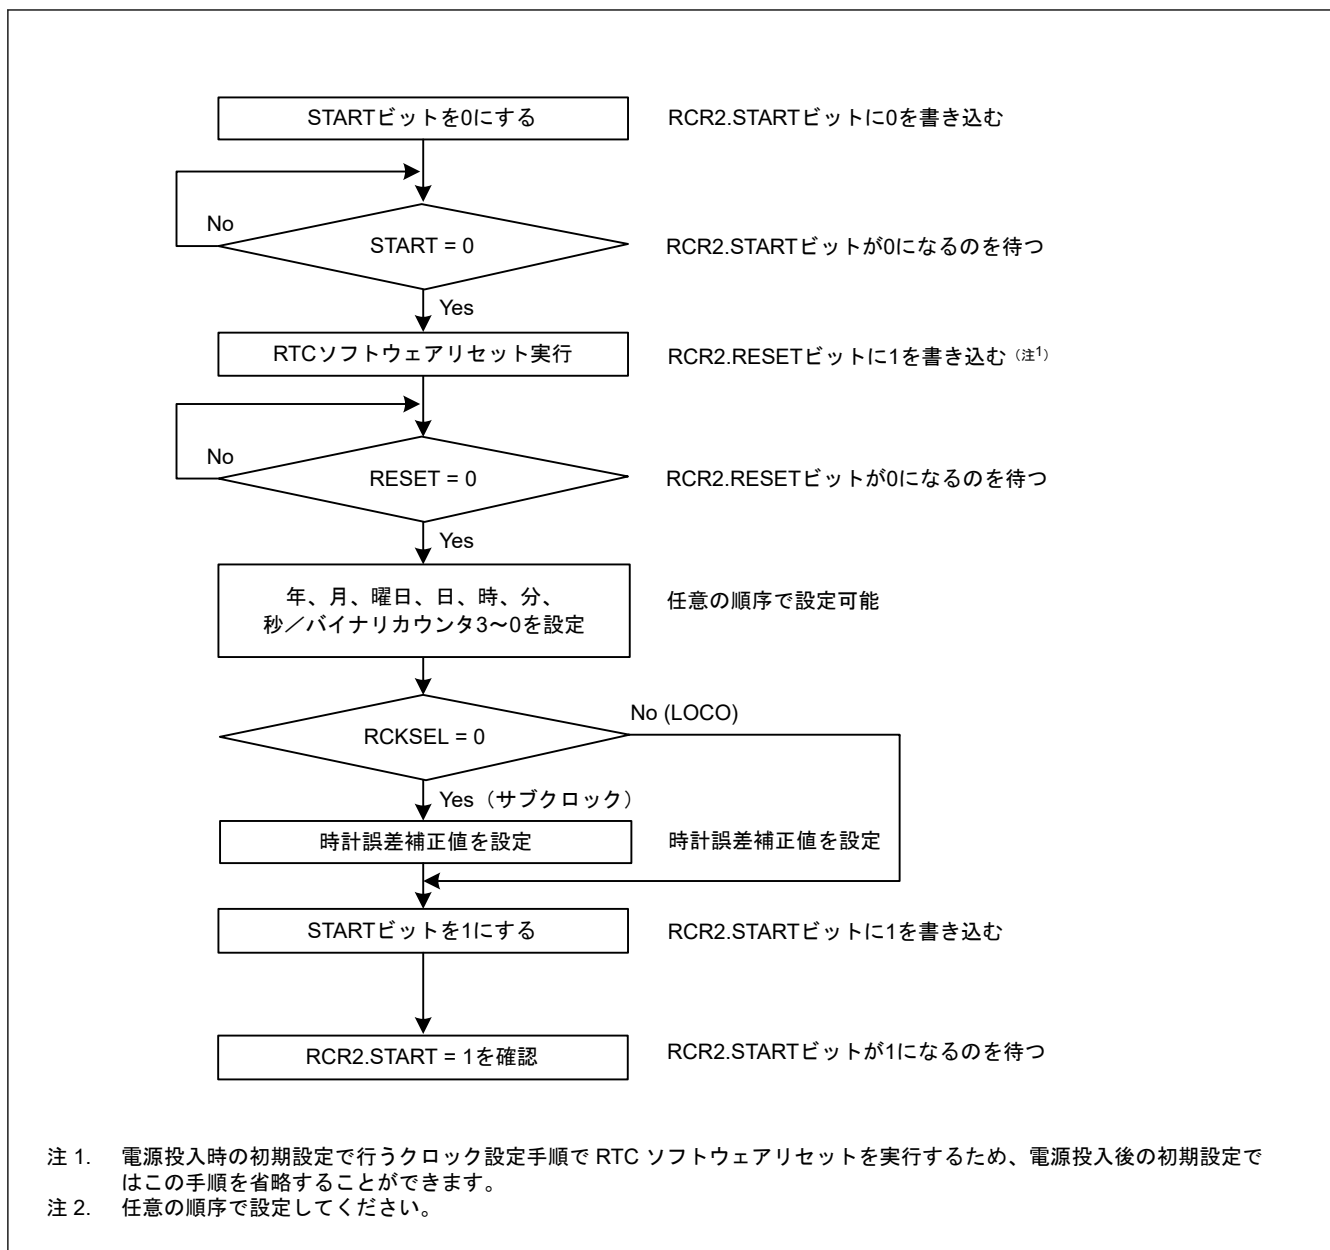 STARTビットを0にする
RCR2.STARTビットに0を書き込む
No
START = 0
RCR2.STARTビットが0になるのを待つ
Yes
RTCソフトウェアリセット実行
RCR2.RESETビットに1を書き込む（注1）
No
RESET = 0
RCR2.RESETビットが0になるのを待つ
Yes
年、月、曜日、日、時、分、
秒／バイナリカウンタ3～0を設定
任意の順序で設定可能
No (LOCO)
RCKSEL = 0
Yes（サブクロック）
時計誤差補正値を設定
時計誤差補正値を設定
STARTビットを1にする
RCR2.STARTビットに1を書き込む
RCR2.START = 1を確認
RCR2.STARTビットが1になるのを待つ
注 1. 電源投入時の初期設定で行うクロック設定手順で RTC ソフトウェアリセットを実行するため、電源投入後の初期設定で
はこの手順を省略することができます。
注 2. 任意の順序で設定してください。